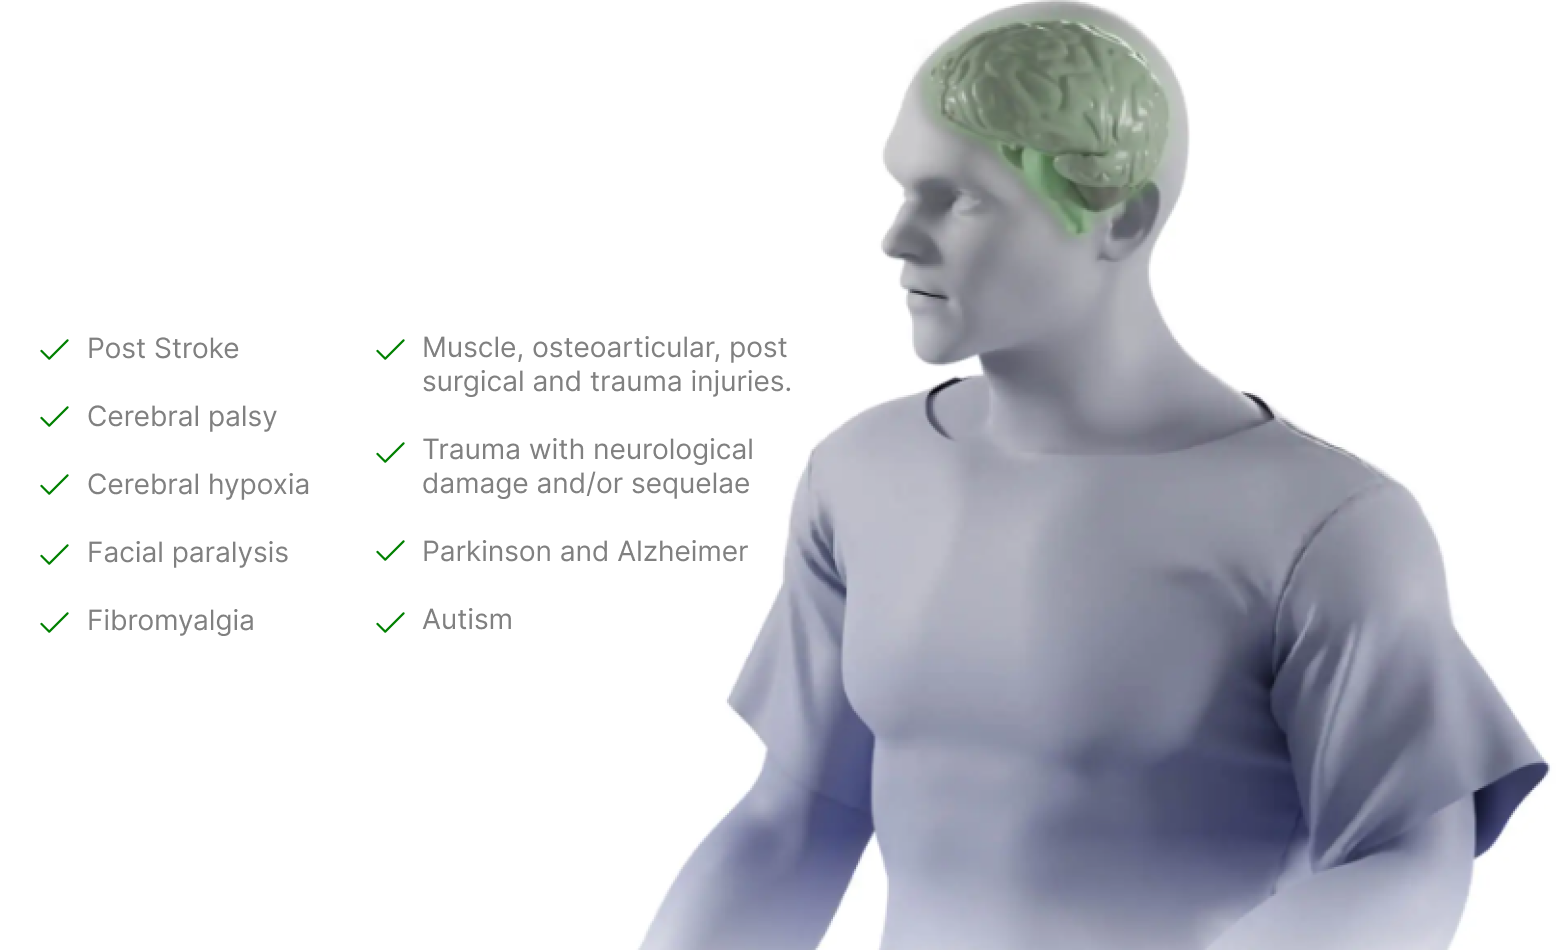 Post Stroke
Cerebral palsy
Cerebral hypoxia
Facial paralysis
Fibromyalgia
Muscle, osteoarticular, post
surgical and trauma injuries.
Trauma with neurological
damage and/or sequelae
Parkinson and Alzheimer
Autism